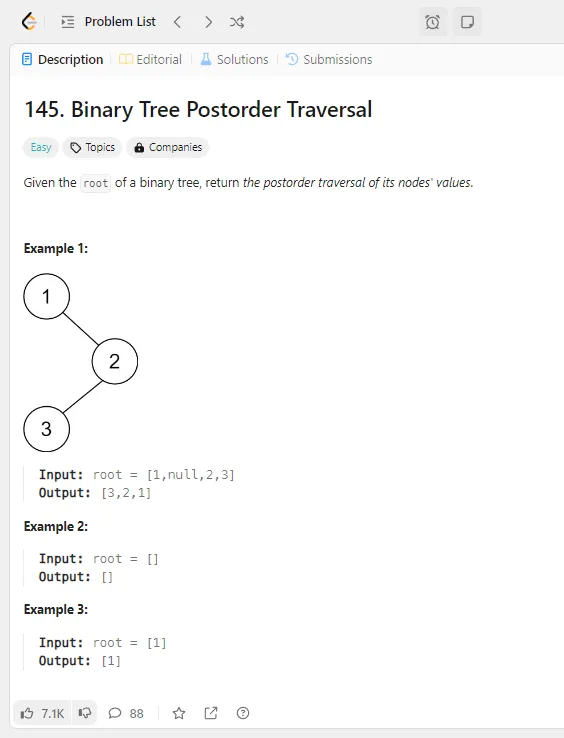 Problem List
Description Editorial Solutions Submissions
145. Binary Tree Postorder Traversal
Easy Topics Companies
Given the root of a binary tree, return the postorder traversal of its nodes' values.
Example 1:
1
2
3
Input: root = [1,null,2,3]
Output: [3,2,1]
Example 2:
Input: root = []
Output: []
Example 3:
Input: root = [1]
Output: [1]
7.1K 88